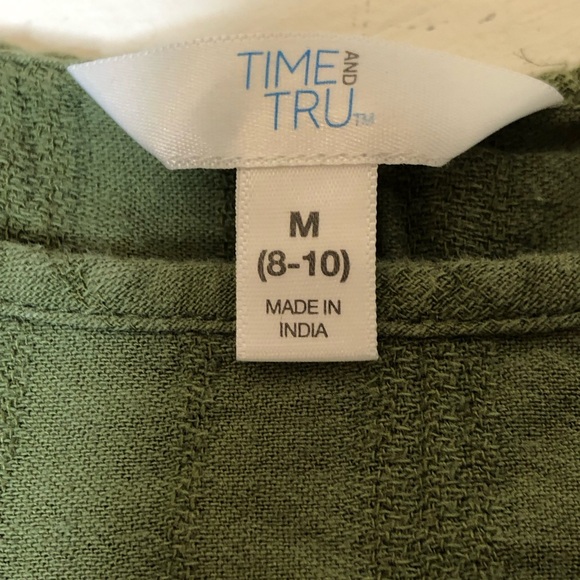 TIME AND
TRU™
M
(8-10)
MADE IN
INDIA